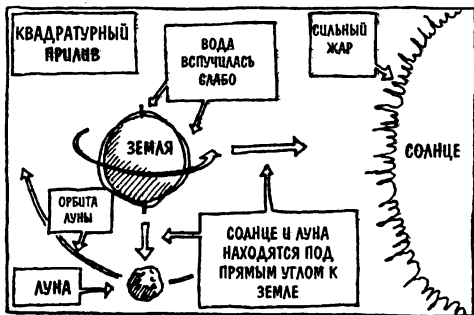 КВАДРАТУРНЫЙ
ПРИЛИВ
ВОДА
ВСПУЧИЛАСЬ
СЛАБО
СИЛЬНЫЙ
ЖАР
ЗЕМЛЯ
СОЛНЦЕ
ОРБИТА
ЛУНЫ
СОЛНЦЕ И ЛУНА
НАХОДЯТСЯ ПОД
ПРЯМЫМ УГЛОМ К
ЗЕМЛЕ
ЛУНА